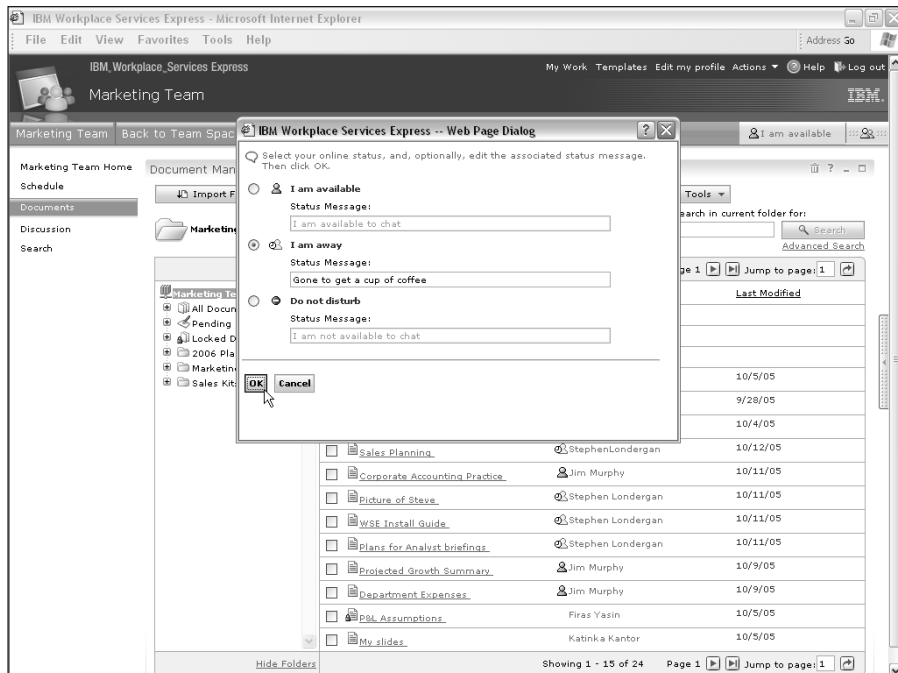 IBM Workplace Services Express - Microsoft Internet Explorer
File Edit View Favorites Tools Help
Address Go
IBM_Workplace_Services Express
My Work Templates Edit my profile Actions Help Log out
Marketing Team
IBM.
Marketing Team Back to Team Spac
I am available
IBM Workplace Services Express -- Web Page Dialog
Select your online status, and, optionally, edit the associated status message.
Then click OK.
I am available
Status Message:
I am available to chat
I am away
Status Message:
Gone to get a cup of coffee
Do not disturb
Status Message:
I am not available to chat
OK Cancel
Marketing Team Home
Schedule
Documents
Discussion
Search
Document Man
Import F
Tools
Marketing
earch in current folder for:
Search
Advanced Search
ge 1 Jump to page: 1
Marketing Te
All Docum
Pending
Locked D
2006 Pla
Marketin
Sales Kit
Hide Folders
Last Modified
10/5/05
9/28/05
10/4/05
Sales Planning StephenLondergan 10/12/05
Corporate Accounting Practice Jim Murphy 10/11/05
Picture of Steve Stephen Londergan 10/11/05
WSE Install Guide Stephen Londergan 10/11/05
Plans for Analyst briefings Stephen Londergan 10/11/05
Projected Growth Summary Jim Murphy 10/9/05
Department Expenses Jim Murphy 10/9/05
P&L Assumptions Firas Yasin 10/5/05
My slides Katinka Kantor 10/5/05
Showing 1 - 15 of 24 Page 1 Jump to page: 1